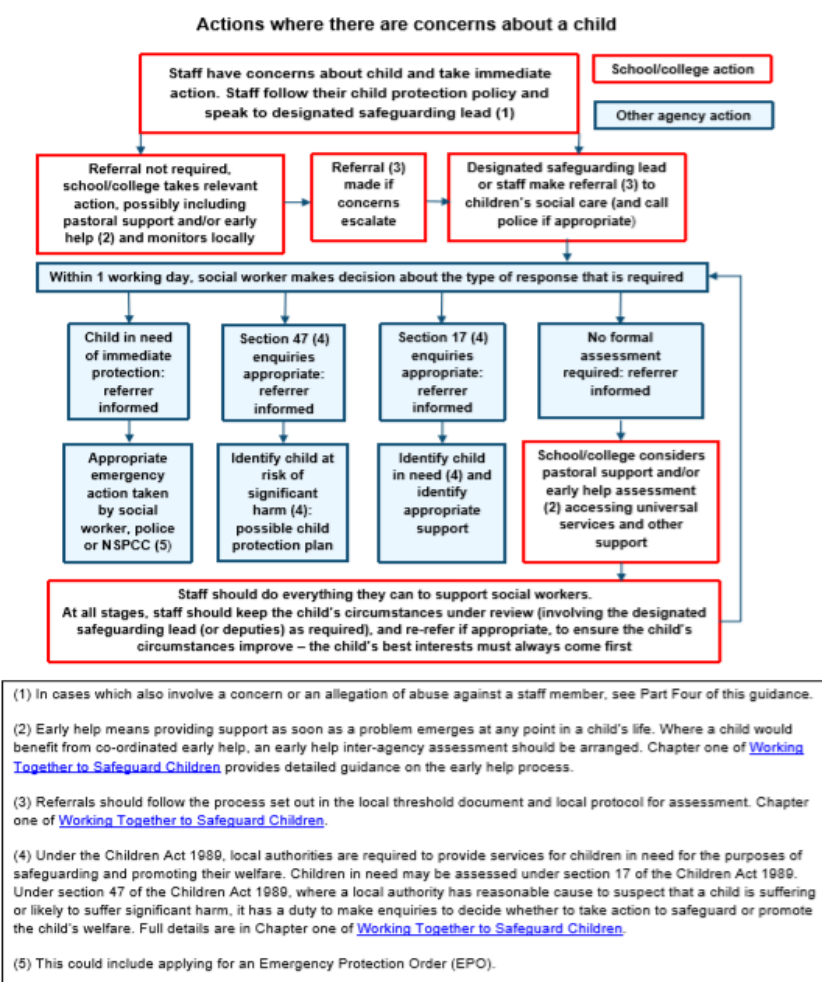 Actions where there are concerns about a child
Staff have concerns about child and take immediate
action. Staff follow their child protection policy and
speak to designated safeguarding lead (1)
School/college action
Other agency action
Referral not required,
school/college takes relevant
action, possibly including
pastoral support and/or early
help (2) and monitors locally
Referral (3)
made if
concerns
escalate
Designated safeguarding lead
or staff make referral (3) to
children's social care (and call
police if appropriate)
Within 1 working day, social worker makes decision about the type of response that is required
Child in need
of immediate
protection:
referrer
informed
Section 47 (4)
enquiries
appropriate:
referrer
informed
Section 17 (4)
enquiries
appropriate:
referrer
informed
No formal
assessment
required: referrer
informed
Appropriate
emergency
action taken
by social
worker, police
or NSPCC (5)
Identify child at
risk of
significant
harm (4):
possible child
protection plan
Identify child
in need (4) and
identify
appropriate
support
School/college considers
pastoral support and/or
early help assessment
(2) accessing universal
services and other
support
Staff should do everything they can to support social workers.
At all stages, staff should keep the child's circumstances under review (involving the designated
safeguarding lead (or deputies) as required), and re-refer if appropriate, to ensure the child's
circumstances improve – the child's best interests must always come first
(1) In cases which also involve a concern or an allegation of abuse against a staff member, see Part Four of this guidance.
(2) Early help means providing support as soon as a problem emerges at any point in a child's life. Where a child would
benefit from co-ordinated early help, an early help inter-agency assessment should be arranged. Chapter one of Working
Together to Safeguard Children provides detailed guidance on the early help process.
(3) Referrals should follow the process set out in the local threshold document and local protocol for assessment. Chapter
one of Working Together to Safeguard Children.
(4) Under the Children Act 1989, local authorities are required to provide services for children in need for the purposes of
safeguarding and promoting their welfare. Children in need may be assessed under section 17 of the Children Act 1989.
Under section 47 of the Children Act 1989, where a local authority has reasonable cause to suspect that a child is suffering
or likely to suffer significant harm, it has a duty to make enquiries to decide whether to take action to safeguard or promote
the child's welfare. Full details are in Chapter one of Working Together to Safeguard Children.
(5) This could include applying for an Emergency Protection Order (EPO).